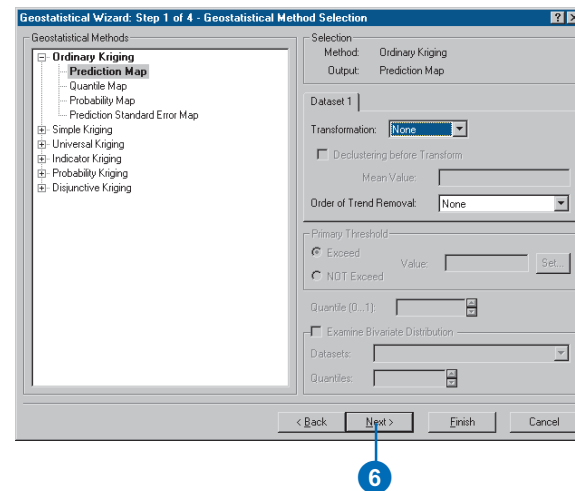 Geostatistical Wizard: Step 1 of 4 - Geostatistical Method Selection
Geostatistical Methods
Ordinary Kriging
Prediction Map
Quantile Map
Probability Map
Prediction Standard Error Map
Simple Kriging
Universal Kriging
Indicator Kriging
Probability Kriging
Disjunctive Kriging
Selection
Method: Ordinary Kriging
Output: Prediction Map
Dataset 1
Transformation: None
Declustering before Transform
Mean Value:
Order of Trend Removal: None
Primary Threshold
Exceed
Value: Set...
NOT Exceed
Quantile (0...1):
Examine Bivariate Distribution
Datasets:
Quantiles:
< Back Next > Finish Cancel
6